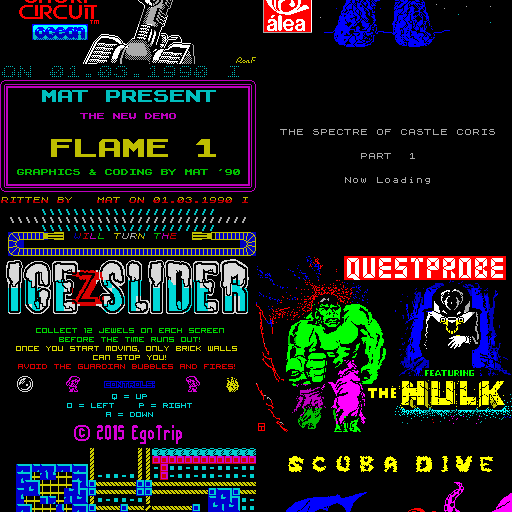 SHORT
CIRCUIT™
ocean
RonF
álea
ON 01.03.1990 I
MAT PRESENT
THE NEW DEMO
FLAME 1
GRAPHICS & CODING BY MAT '90
RITTEN BY MAT ON 01.03.1990 I
THE SPECTRE OF CASTLE CORIS
PART 1
Now Loading
WILL TURN THE
ICE Z SLIDER
COLLECT 12 JEWELS ON EACH SCREEN
BEFORE THE TIME RUNS OUT!
ONCE YOU START MOVING, ONLY BRICK WALLS
CAN STOP YOU!
AVOID THE GUARDIAN BUBBLES AND FIRES!
Q = UP
O = LEFT P = RIGHT
A = DOWN
© 2015 EgoTrip
QUESTPROBE
FEATURING
THE HULK
SCUBA DIVE